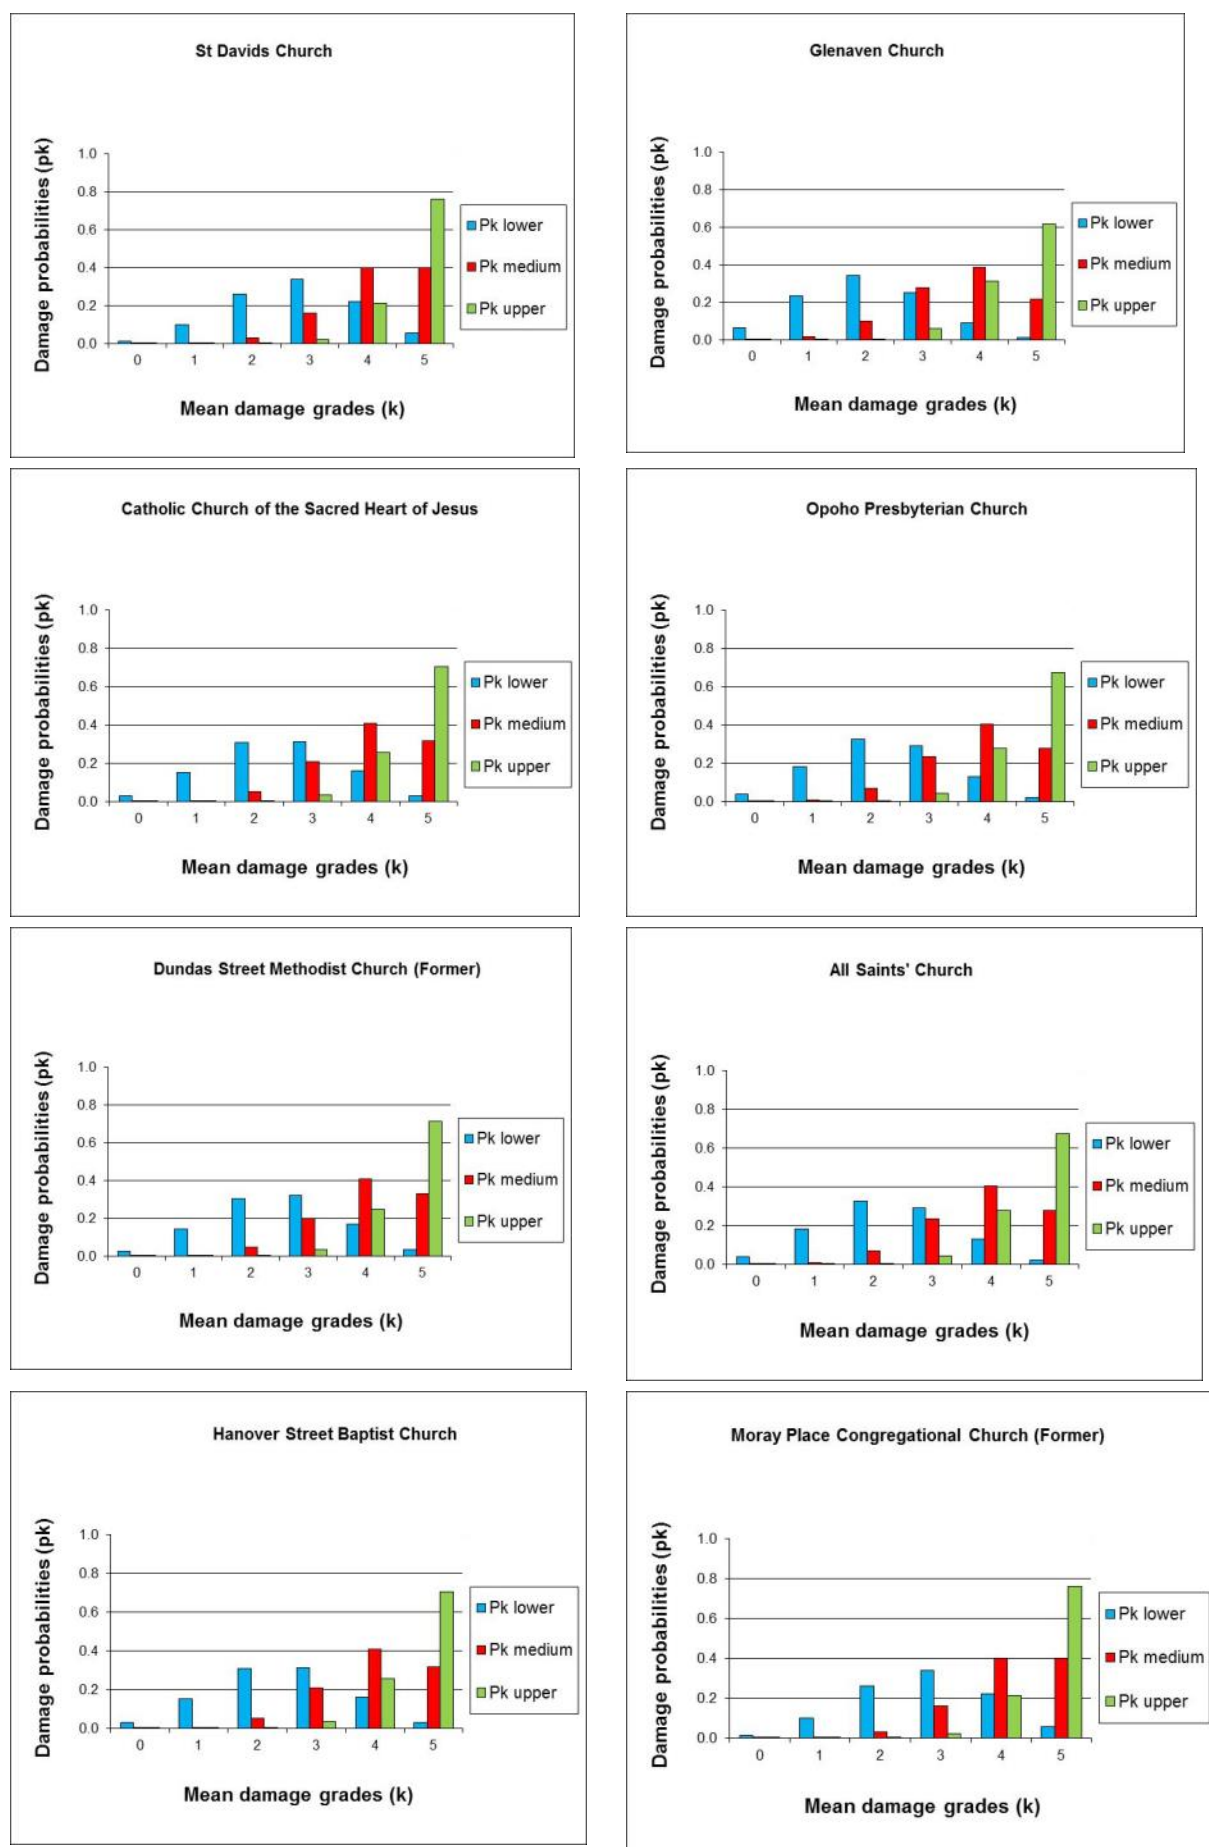 St Davids Church
Damage probabilities (pk)
1.0
0.8
0.6
0.4
0.2
0.0
0 1 2 3 4 5
Mean damage grades (k)
Pk lower
Pk medium
Pk upper
Glenaven Church
Damage probabilities (pk)
1.0
0.8
0.6
0.4
0.2
0.0
0 1 2 3 4 5
Mean damage grades (k)
Pk lower
Pk medium
Pk upper
Catholic Church of the Sacred Heart of Jesus
Damage probabilities (pk)
1.0
0.8
0.6
0.4
0.2
0.0
0 1 2 3 4 5
Mean damage grades (k)
Pk lower
Pk medium
Pk upper
Opoho Presbyterian Church
Damage probabilities (pk)
1.0
0.8
0.6
0.4
0.2
0.0
0 1 2 3 4 5
Mean damage grades (k)
Pk lower
Pk medium
Pk upper
Dundas Street Methodist Church (Former)
Damage probabilities (pk)
1.0
0.8
0.6
0.4
0.2
0.0
0 1 2 3 4 5
Mean damage grades (k)
Pk lower
Pk medium
Pk upper
All Saints' Church
Damage probabilities (pk)
1.0
0.8
0.6
0.4
0.2
0.0
0 1 2 3 4 5
Mean damage grades (k)
Pk lower
Pk medium
Pk upper
Hanover Street Baptist Church
Damage probabilities (pk)
1.0
0.8
0.6
0.4
0.2
0.0
0 1 2 3 4 5
Mean damage grades (k)
Pk lower
Pk medium
Pk upper
Moray Place Congregational Church (Former)
Damage probabilities (pk)
1.0
0.8
0.6
0.4
0.2
0.0
0 1 2 3 4 5
Mean damage grades (k)
Pk lower
Pk medium
Pk upper